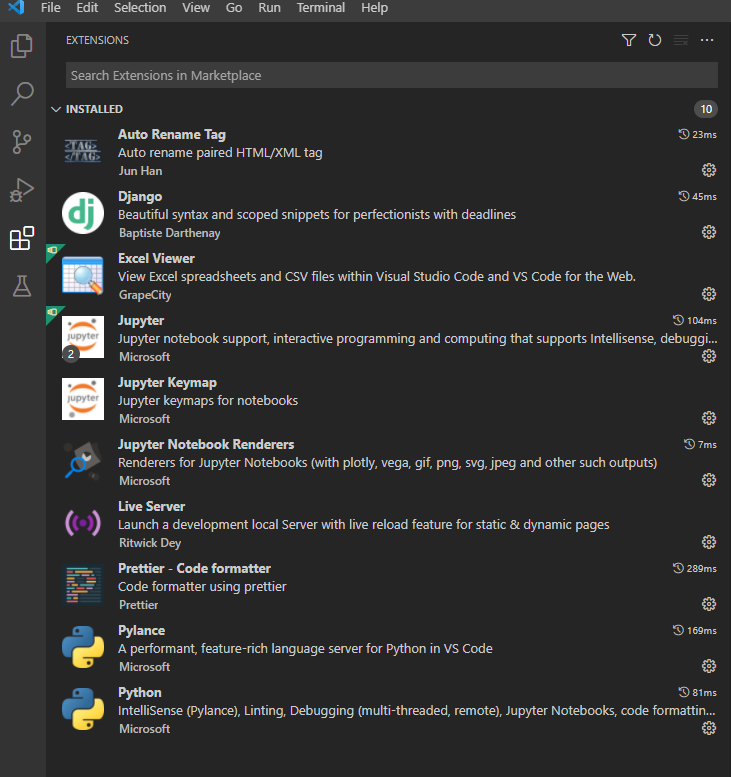 File Edit Selection View Go Run Terminal Help
EXTENSIONS
Search Extensions in Marketplace
INSTALLED 10
Auto Rename Tag 23ms
Auto rename paired HTML/XML tag
Jun Han
Django 45ms
Beautiful syntax and scoped snippets for perfectionists with deadlines
Baptiste Darthenay
Excel Viewer
View Excel spreadsheets and CSV files within Visual Studio Code and VS Code for the Web.
GrapeCity
Jupyter 104ms
Jupyter notebook support, interactive programming and computing that supports Intellisense, debuggi...
Microsoft
Jupyter Keymap
Jupyter keymaps for notebooks
Microsoft
Jupyter Notebook Renderers 7ms
Renderers for Jupyter Notebooks (with plotly, vega, gif, png, svg, jpeg and other such outputs)
Microsoft
Live Server
Launch a development local Server with live reload feature for static & dynamic pages
Ritwick Dey
Prettier - Code formatter 289ms
Code formatter using prettier
Prettier
Pylance 169ms
A performant, feature-rich language server for Python in VS Code
Microsoft
Python 81ms
IntelliSense (Pylance), Linting, Debugging (multi-threaded, remote), Jupyter Notebooks, code formattin...
Microsoft
<TAG>
</TAG>
dj
jupyter
2
jupyter